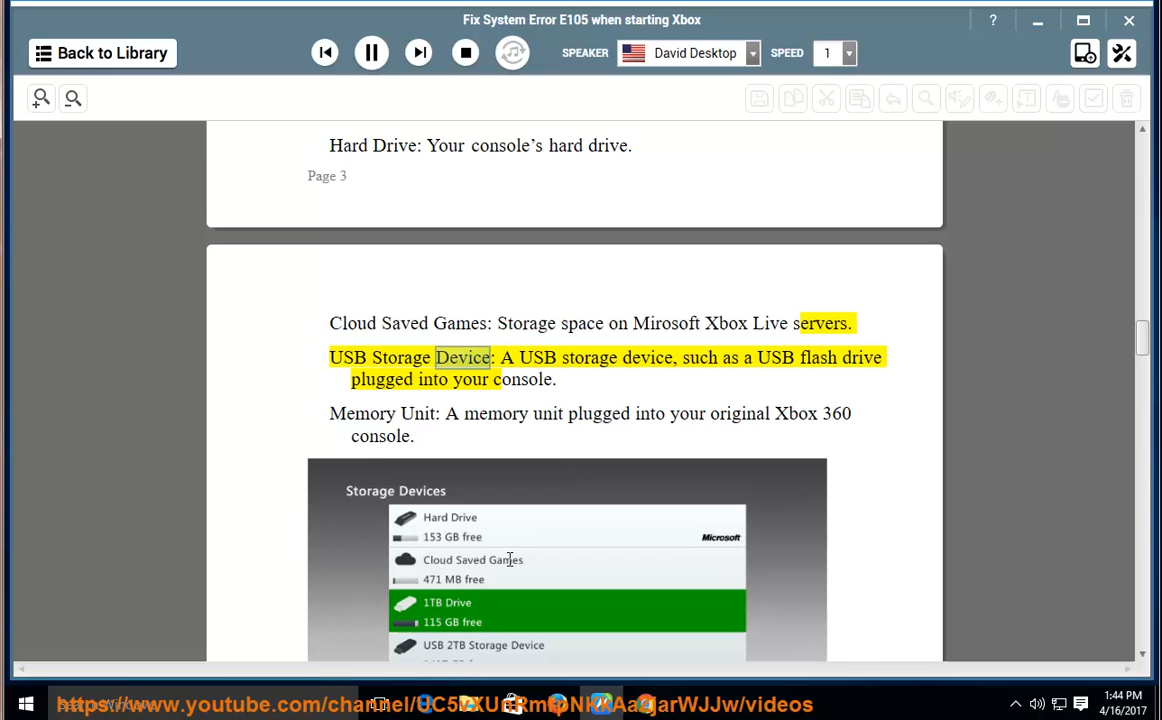 Fix System Error E105 when starting Xbox
?
Back to Library
SPEAKER
David Desktop
SPEED
1
Hard Drive: Your console's hard drive.
Page 3
Cloud Saved Games: Storage space on Mirosoft Xbox Live servers.
USB Storage Device: A USB storage device, such as a USB flash drive
plugged into your console.
Memory Unit: A memory unit plugged into your original Xbox 360
console.
Storage Devices
Hard Drive
153 GB free
Microsoft
Cloud Saved Games
471 MB free
1TB Drive
115 GB free
USB 2TB Storage Device
1:44 PM
4/16/2017